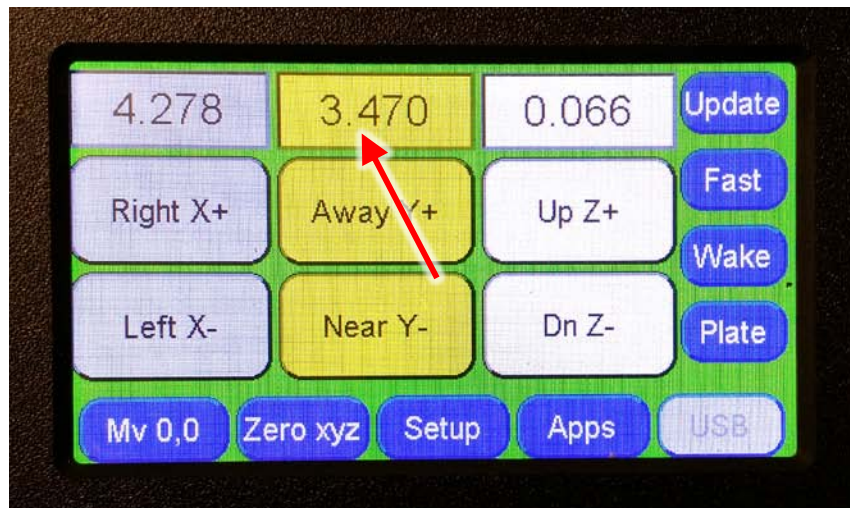 4.278 3.470 0.066 Update
Right X+ Away Y+ Up Z+ Fast
Wake
Left X- Near Y- Dn Z- Plate
Mv 0,0 Zero xyz Setup Apps USB